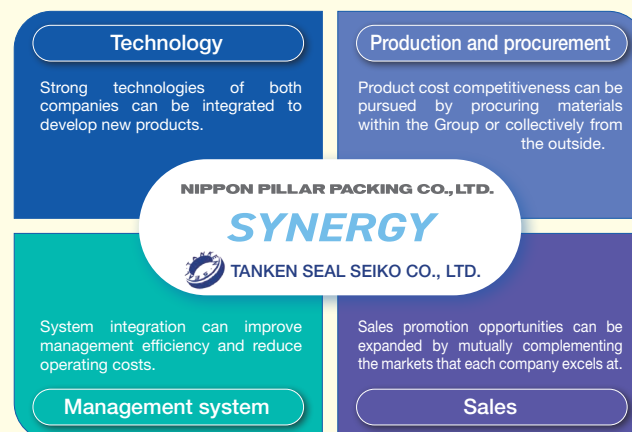 Technology
Strong technologies of both
companies can be integrated to
develop new products.
Production and procurement
Product cost competitiveness can be
pursued by procuring materials
within the Group or collectively from
the outside.
NIPPON PILLAR PACKING CO., LTD.
SYNERGY
TANKEN
TANKEN SEAL SEIKO CO., LTD.
System integration can improve
management efficiency and reduce
operating costs.
Management system
Sales promotion opportunities can be
expanded by mutually complementing
the markets that each company excels at.
Sales